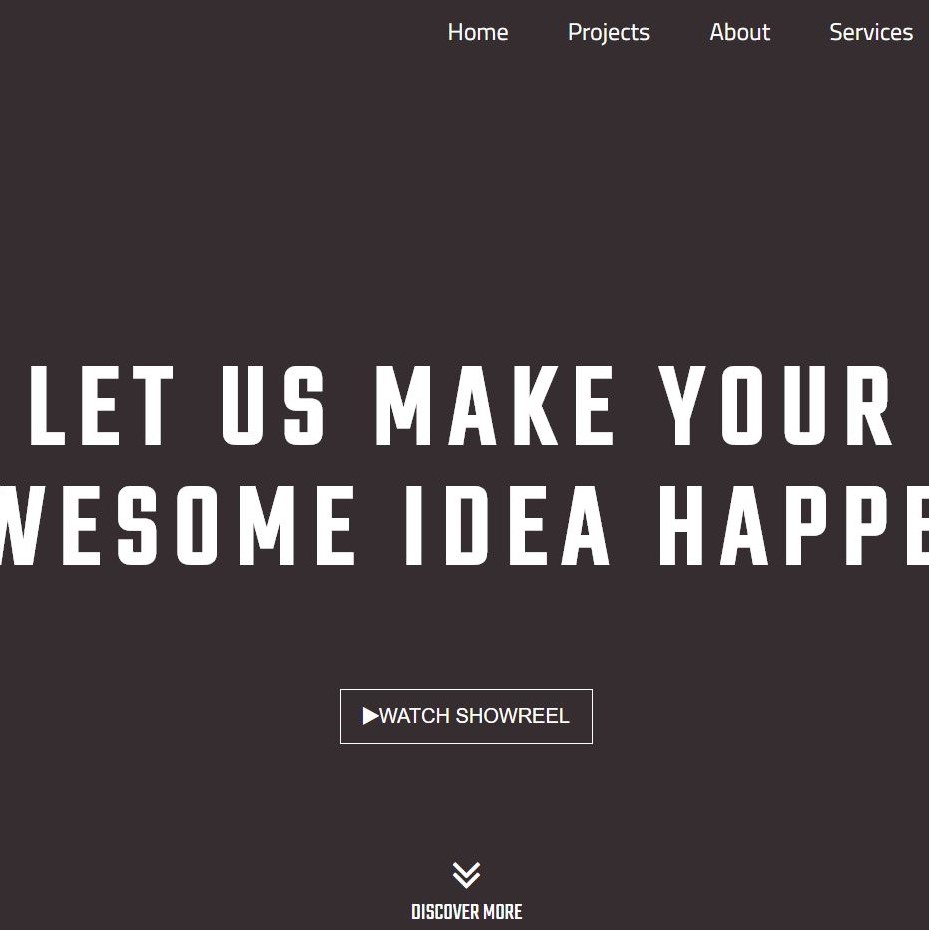 Home Projects About Services
LET US MAKE YOUR
WESOME IDEA HAPPE
WATCH SHOWREEL
DISCOVER MORE